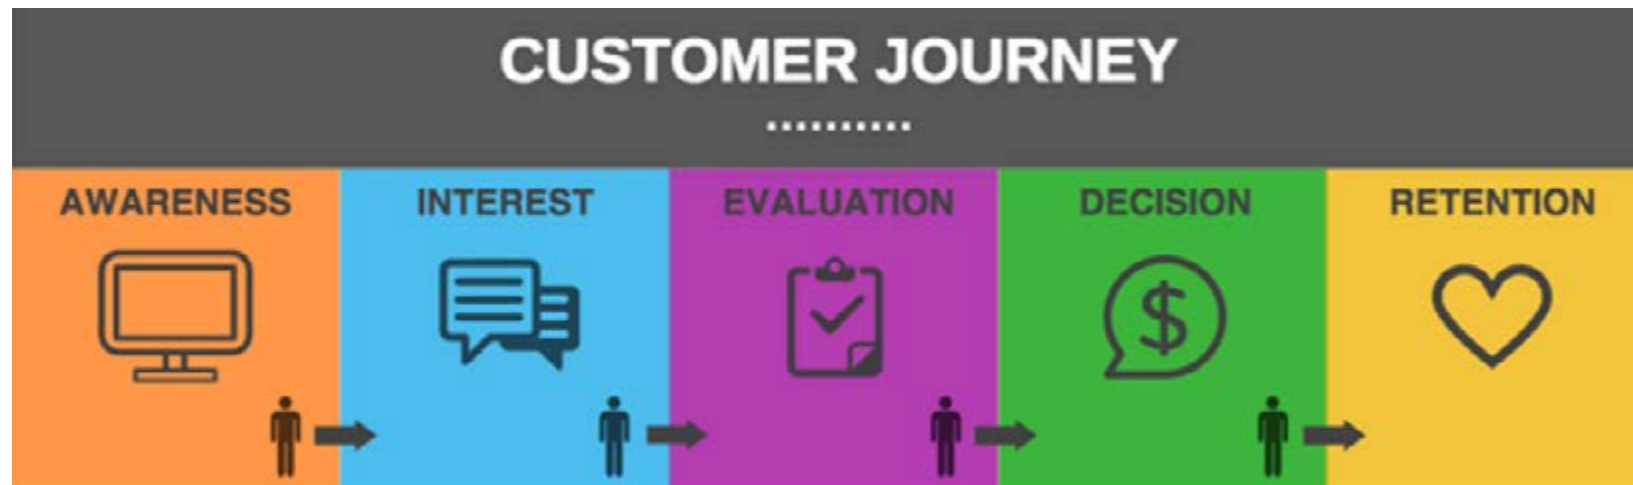 CUSTOMER JOURNEY
AWARENESS
INTEREST
EVALUATION
DECISION
RETENTION
$